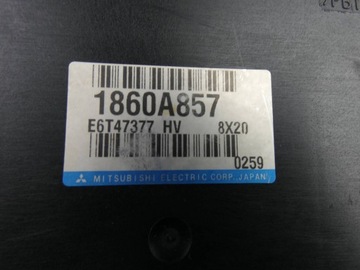 1860A857
E6T47377 HV 8X20
0259
MITSUBISHI ELECTRIC CORP., JAPAN